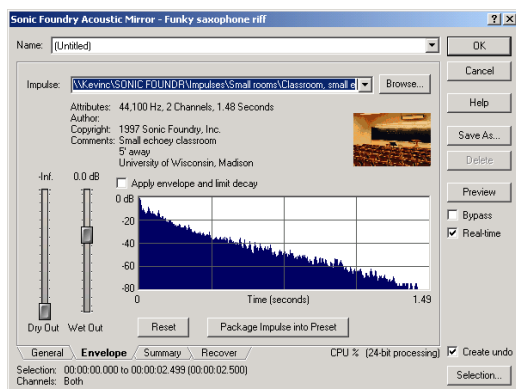 Sonic Foundry Acoustic Mirror - Funky saxophone riff
Name: (Untitled)
OK
Cancel
Help
Save As...
Delete
Preview
Bypass
Real-time
Impulse: \\Kevinc\SONIC FOUNDR\Impulses\Small rooms\Classroom, small e
Browse...
Attributes: 44,100 Hz, 2 Channels, 1.48 Seconds
Author:
Copyright: 1997 Sonic Foundry, Inc.
Comments: Small echoey classroom
5' away
University of Wisconsin, Madison
-Inf. 0.0 dB
Apply envelope and limit decay
0 dB
-20
-40
-60
-80
0 Time (seconds) 1.49
Dry Out Wet Out
Reset
Package Impulse into Preset
General Envelope Summary Recover
CPU % (24-bit processing)
Create undo
Selection: 00:00:00.000 to 00:00:02.499 (00:00:02.500)
Channels: Both
Selection...